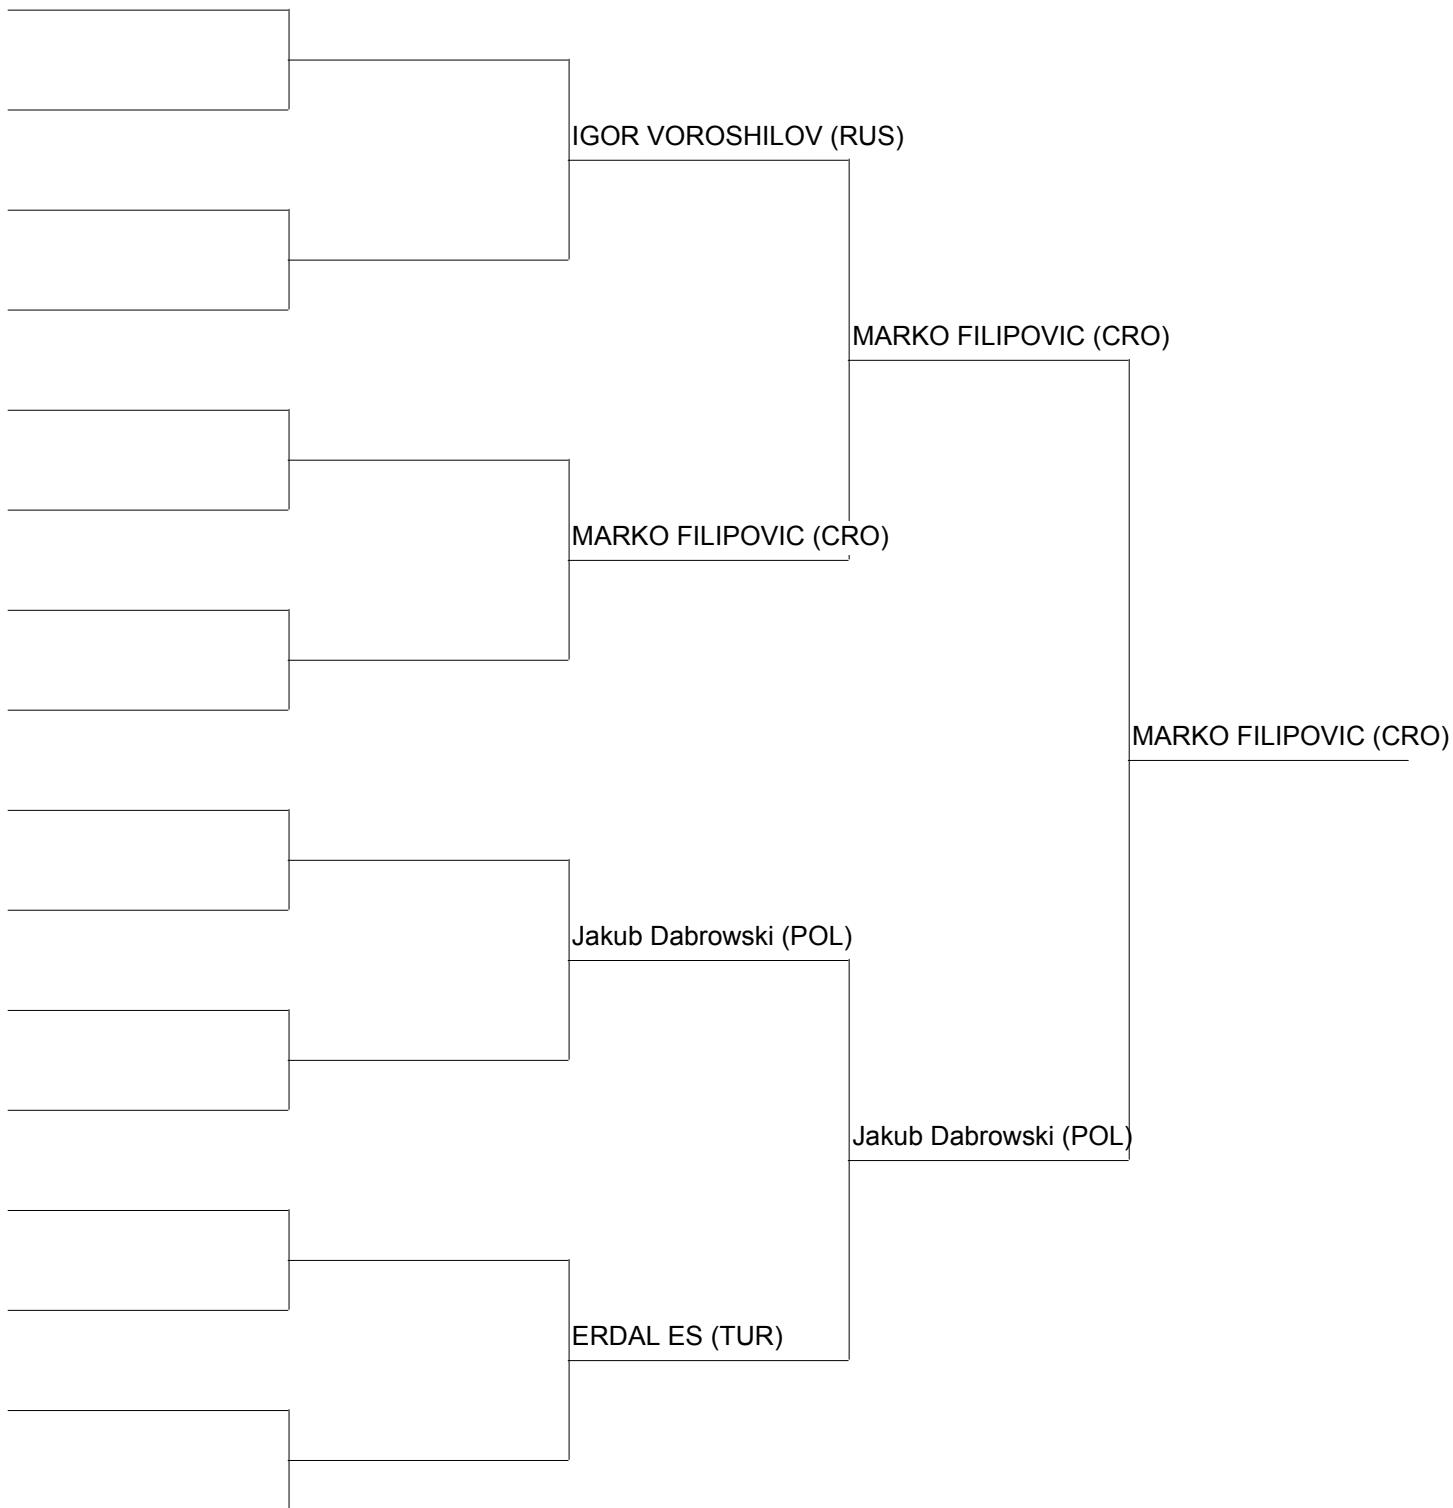 IGOR VOROSHILOV (RUS)
MARKO FILIPOVIC (CRO)
MARKO FILIPOVIC (CRO)
MARKO FILIPOVIC (CRO)
Jakub Dabrowski (POL)
Jakub Dabrowski (POL)
ERDAL ES (TUR)